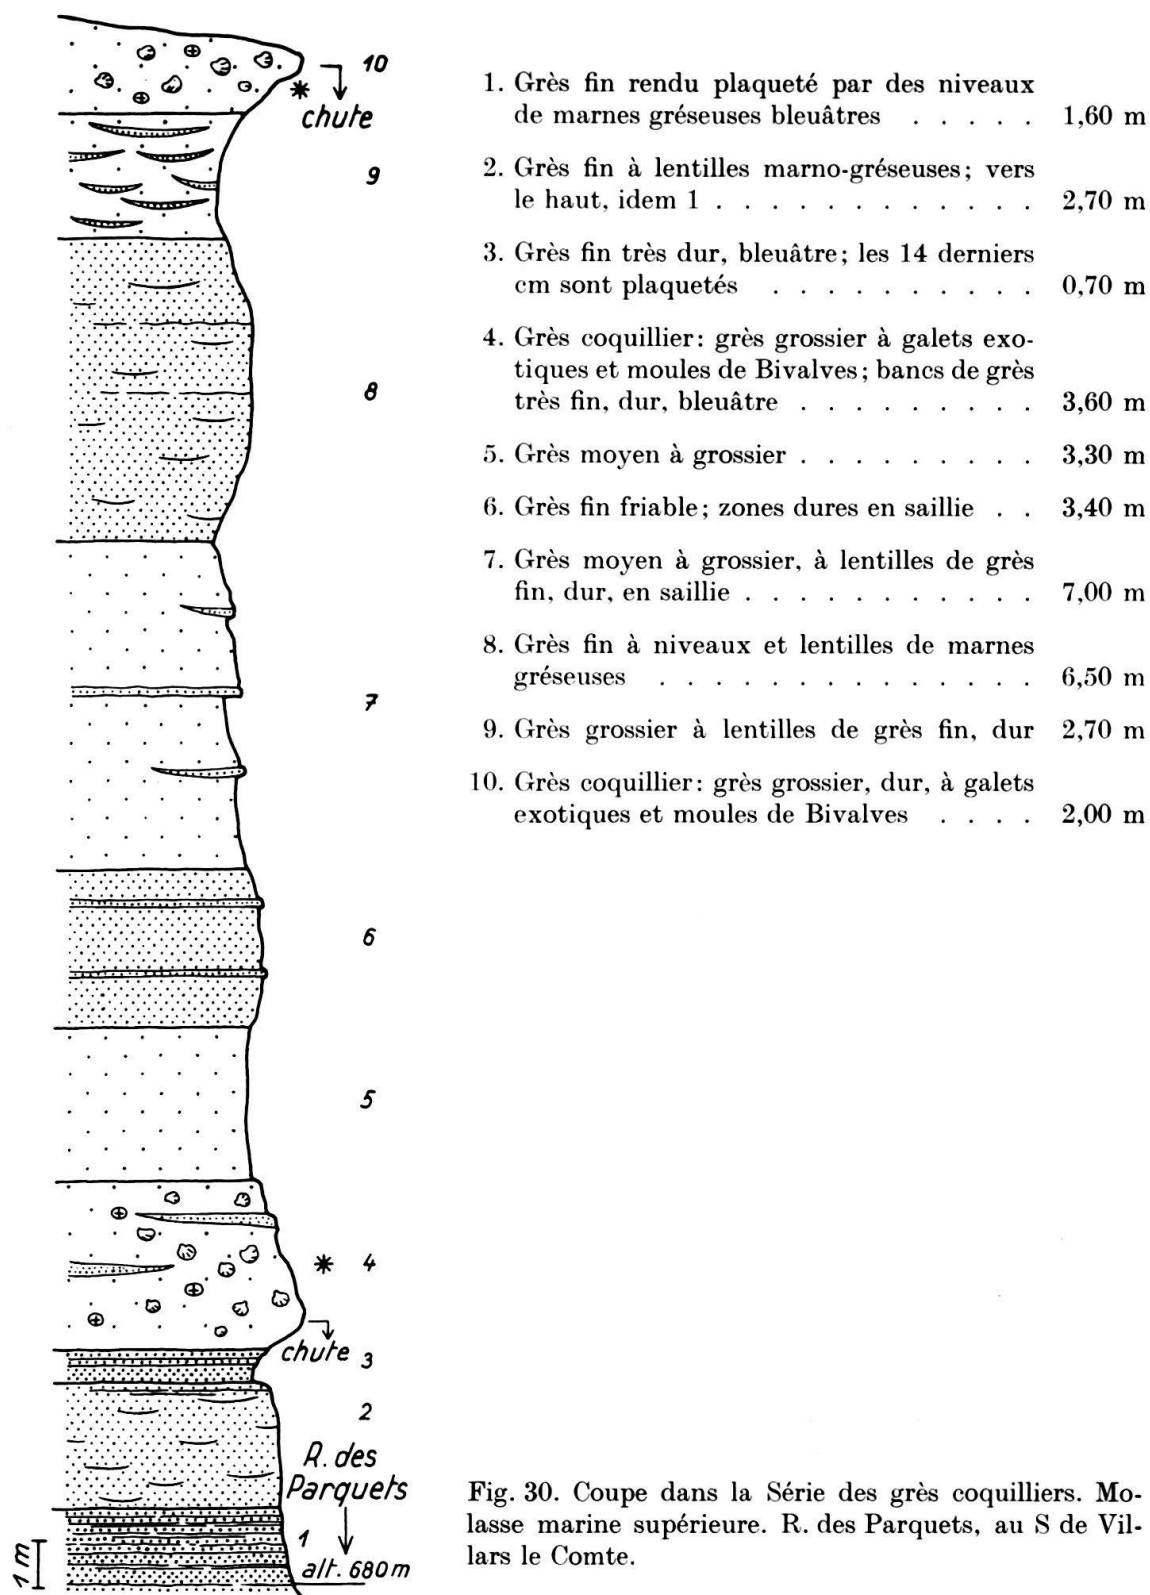 10
chute
9
8
7
6
5
4
chute 3
2
R. des
Parquets
1
alt. 680 m
1 m
1. Grès fin rendu plaqueté par des niveaux
de marnes gréseuses bleuâtres . . . . . 1,60 m
2. Grès fin à lentilles marno-gréseuses; vers
le haut, idem 1 . . . . . . . . . . . . 2,70 m
3. Grès fin très dur, bleuâtre; les 14 derniers
cm sont plaquetés . . . . . . . . . . 0,70 m
4. Grès coquillier: grès grossier à galets exo-
tiques et moules de Bivalves; bancs de grès
très fin, dur, bleuâtre . . . . . . . . . 3,60 m
5. Grès moyen à grossier . . . . . . . . . 3,30 m
6. Grès fin friable; zones dures en saillie . . 3,40 m
7. Grès moyen à grossier, à lentilles de grès
fin, dur, en saillie . . . . . . . . . . . 7,00 m
8. Grès fin à niveaux et lentilles de marnes
gréseuses . . . . . . . . . . . . . . 6,50 m
9. Grès grossier à lentilles de grès fin, dur 2,70 m
10. Grès coquillier: grès grossier, dur, à galets
exotiques et moules de Bivalves . . . . 2,00 m
Fig. 30. Coupe dans la Série des grès coquilliers. Mo-
lasse marine supérieure. R. des Parquets, au S de Vil-
lars le Comte.